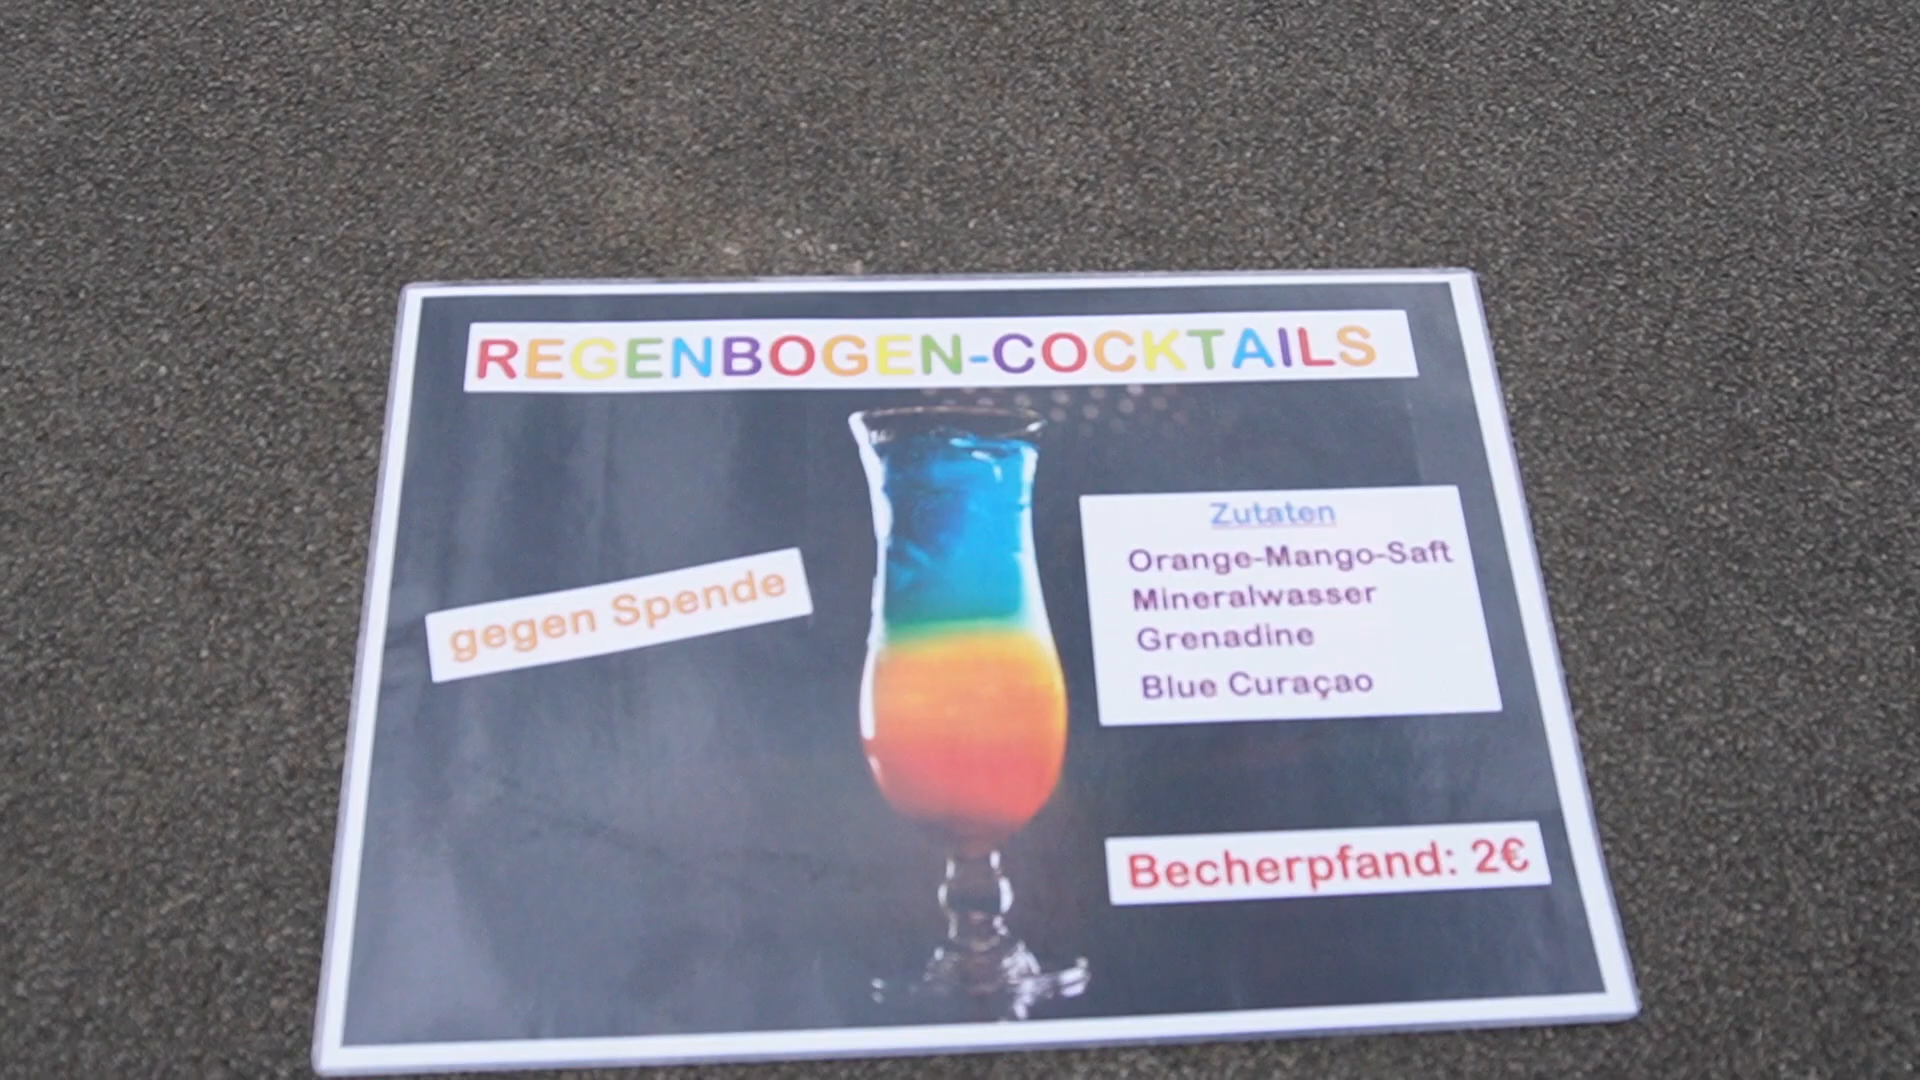 REGENBOGEN-COCKTAILS
gegen Spende
Zutaten
Orange-Mango-Saft
Mineralwasser
Grenadine
Blue Curaçao
Becherpfand: 2€